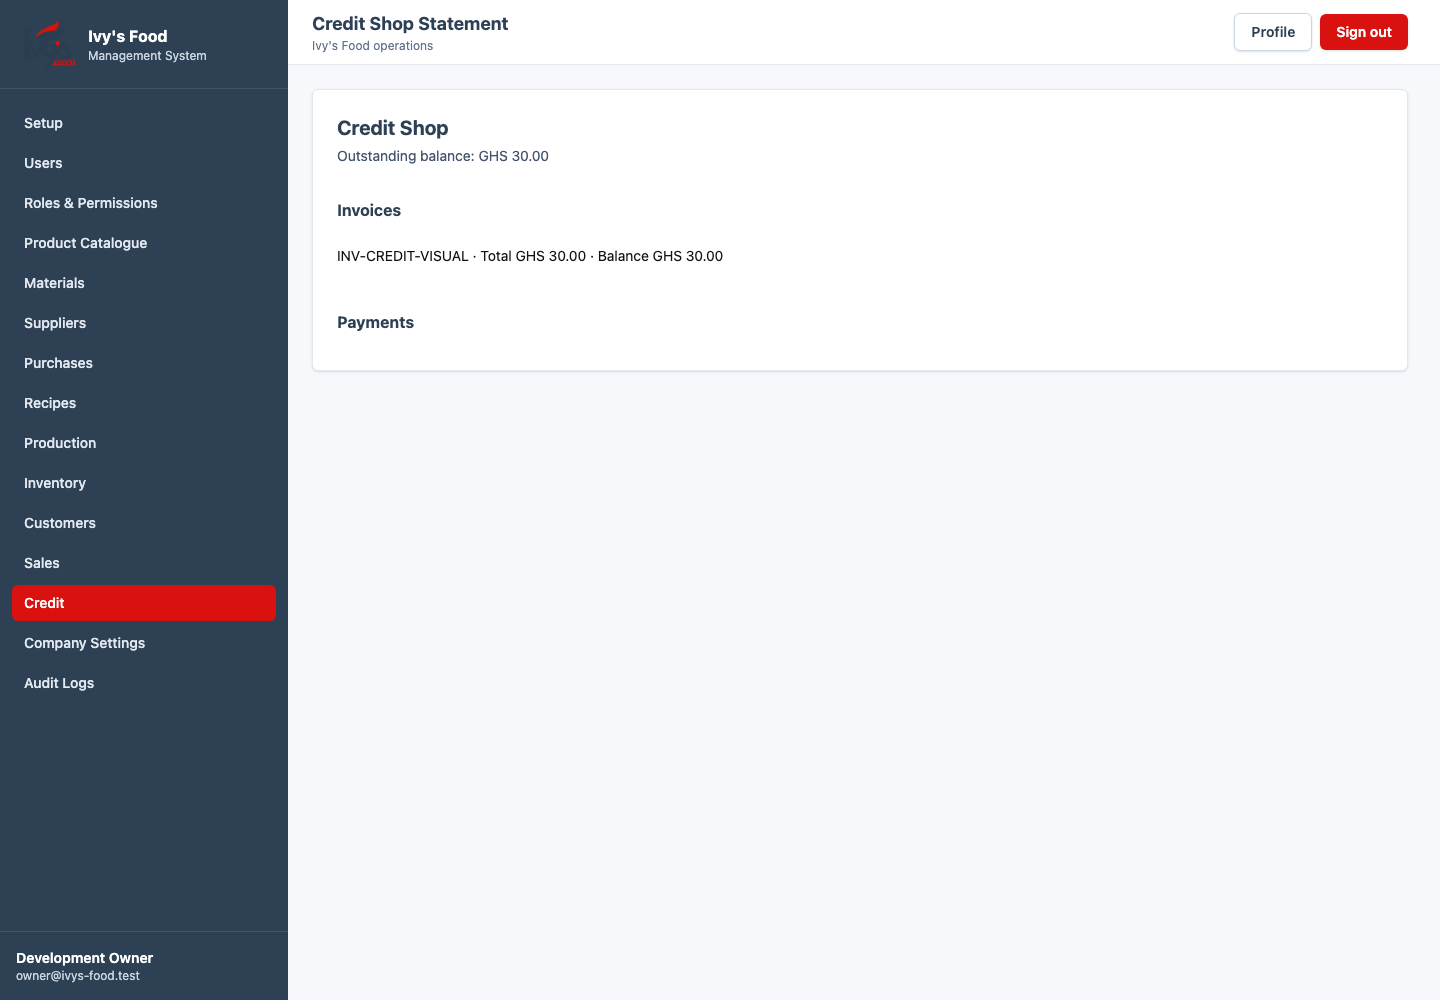 Ivy's Food
Management System
Setup
Users
Roles & Permissions
Product Catalogue
Materials
Suppliers
Purchases
Recipes
Production
Inventory
Customers
Sales
Credit
Company Settings
Audit Logs
Development Owner
owner@ivys-food.test
Credit Shop Statement
Ivy's Food operations
Profile
Sign out
Credit Shop
Outstanding balance: GHS 30.00
Invoices
INV-CREDIT-VISUAL · Total GHS 30.00 · Balance GHS 30.00
Payments